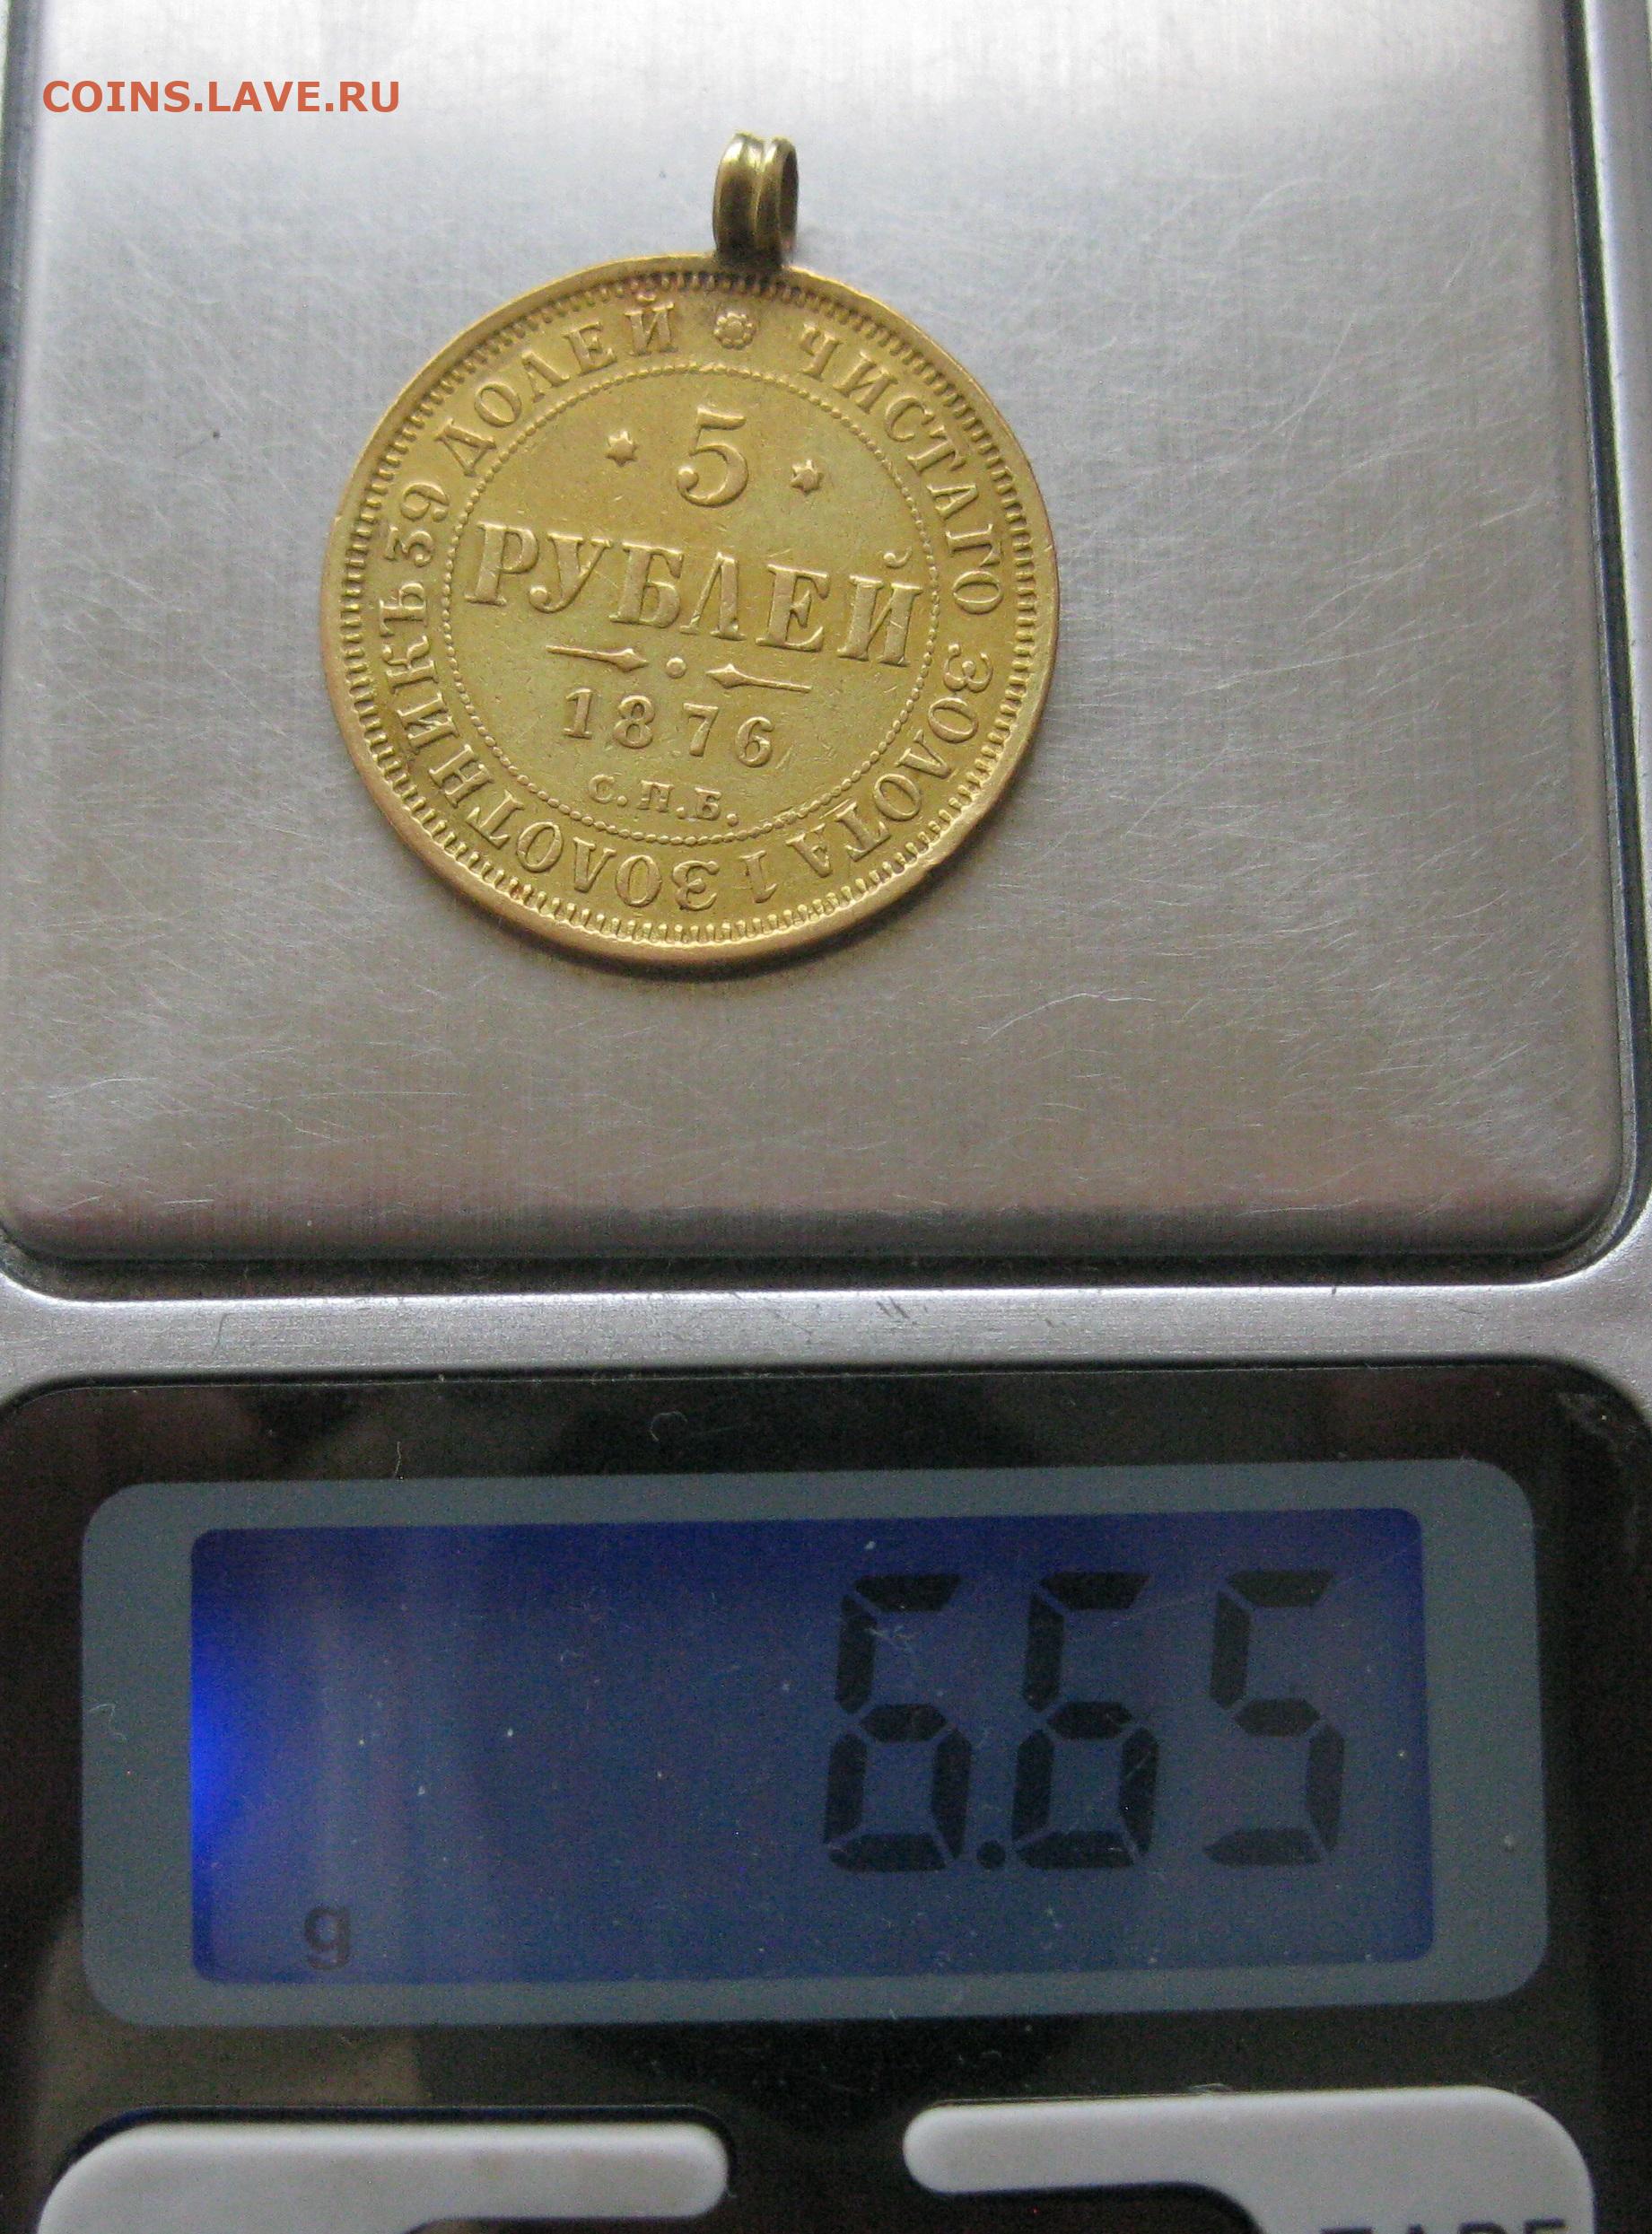 COINS.LAVE.RU
ЧИСТАГО ЗОЛОТА 1 ЗОЛОТНИКЪ 39 ДОЛЕЙ
5
РУБЛЕЙ
1876
С.П.Б.
6.65
g